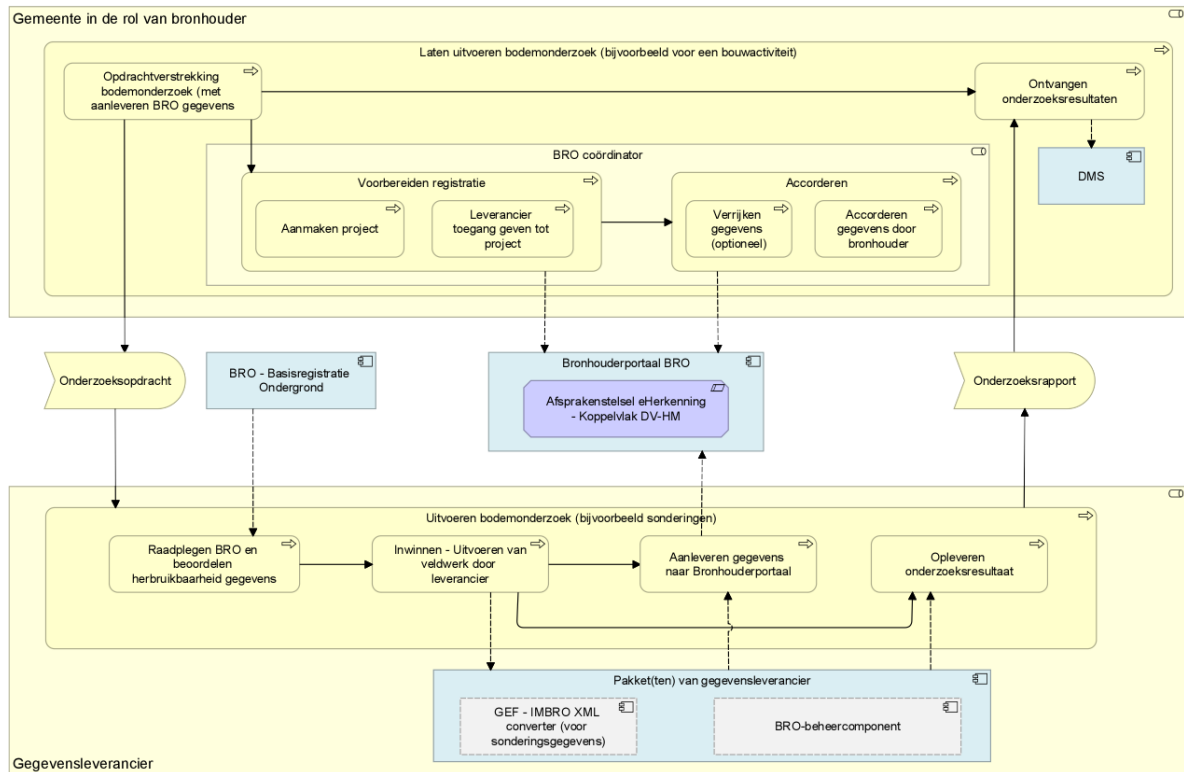 Gemeente in de rol van bronhouder
Laten uitvoeren bodemonderzoek (bijvoorbeeld voor een bouwactiviteit)
Opdrachtverstrekking
bodemonderzoek (met
aanleveren BRO gegevens
Ontvangen
onderzoeksresultaten
BRO coördinator
DMS
Voorbereiden registratie
Accorderen
Aanmaken project
Leverancier
toegang geven tot
project
Verrijken
gegevens
(optioneel)
Accorderen
gegevens door
bronhouder
Onderzoeksopdracht
BRO - Basisregistratie
Ondergrond
Bronhouderportaal BRO
Afsprakenstelsel eHerkenning
- Koppelvlak DV-HM
Onderzoeksrapport
Uitvoeren bodemonderzoek (bijvoorbeeld sonderingen)
Raadplegen BRO en
beoordelen
herbruikbaarheid gegevens
Inwinnen - Uitvoeren van
veldwerk door
leverancier
Aanleveren gegevens
naar Bronhouderportaal
Opleveren
onderzoeksresultaat
Pakket(ten) van gegevensleverancier
GEF - IMBRO XML
converter (voor
sonderingsgegevens)
BRO-beheercomponent
Gegevensleverancier